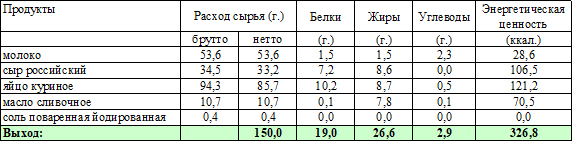 Продукты Расход сырья (г.) Белки Жиры Углеводы Энергетическая ценность
брутто нетто (г.) (г.) (г.) (ккал.)
молоко 53,6 53,6 1,5 1,5 2,3 28,6
сыр российский 34,5 33,2 7,2 8,6 0,0 106,5
яйцо куриное 94,3 85,7 10,2 8,7 0,5 121,2
масло сливочное 10,7 10,7 0,1 7,8 0,1 70,5
соль поваренная йодированная 0,4 0,4 0,0 0,0 0,0 0,0
Выход: 150,0 19,0 26,6 2,9 326,8